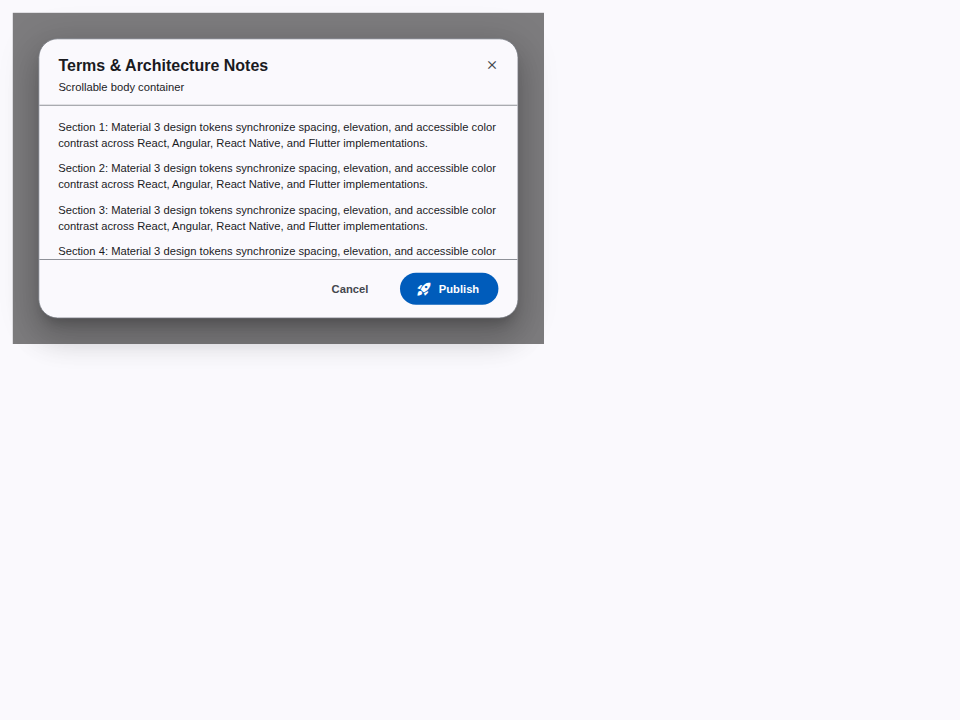 Terms & Architecture Notes
Scrollable body container
Section 1: Material 3 design tokens synchronize spacing, elevation, and accessible color
contrast across React, Angular, React Native, and Flutter implementations.
Section 2: Material 3 design tokens synchronize spacing, elevation, and accessible color
contrast across React, Angular, React Native, and Flutter implementations.
Section 3: Material 3 design tokens synchronize spacing, elevation, and accessible color
contrast across React, Angular, React Native, and Flutter implementations.
Section 4: Material 3 design tokens synchronize spacing, elevation, and accessible color
Cancel
Publish